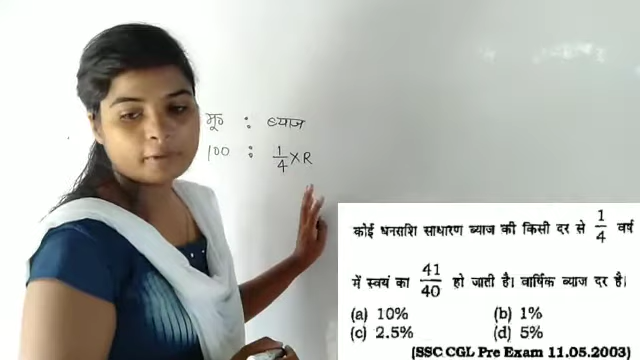 मू० : ब्याज
100 : 1/4 × R
कोई धनराशि साधारण ब्याज की किसी दर से 1/4 वर्ष
में स्वयं का 41/40 हो जाती है। वार्षिक ब्याज दर है।
(a) 10% (b) 1%
(c) 2.5% (d) 5%
(SSC CGL Pre Exam 11.05.2003)